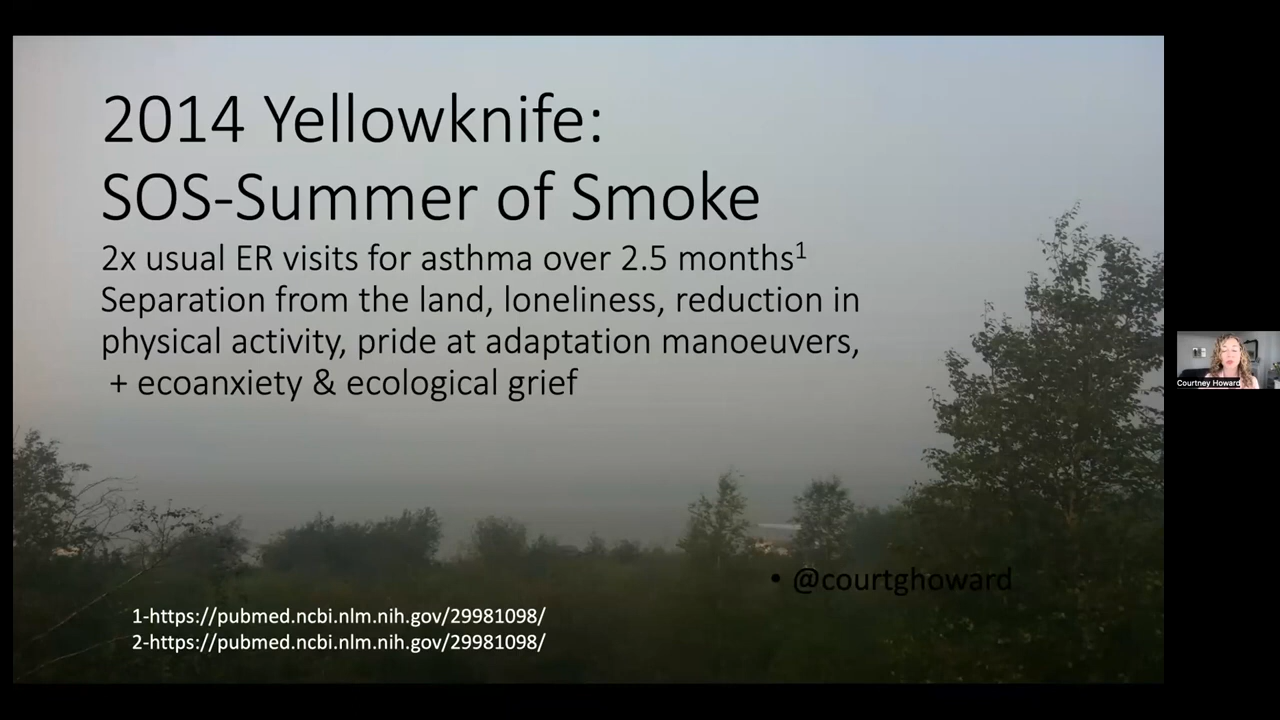 2014 Yellowknife:
SOS-Summer of Smoke
2x usual ER visits for asthma over 2.5 months1
Separation from the land, loneliness, reduction in
physical activity, pride at adaptation manoeuvers,
+ ecoanxiety & ecological grief
Courtney Howard
• @courtghoward
1-https://pubmed.ncbi.nlm.nih.gov/29981098/
2-https://pubmed.ncbi.nlm.nih.gov/29981098/